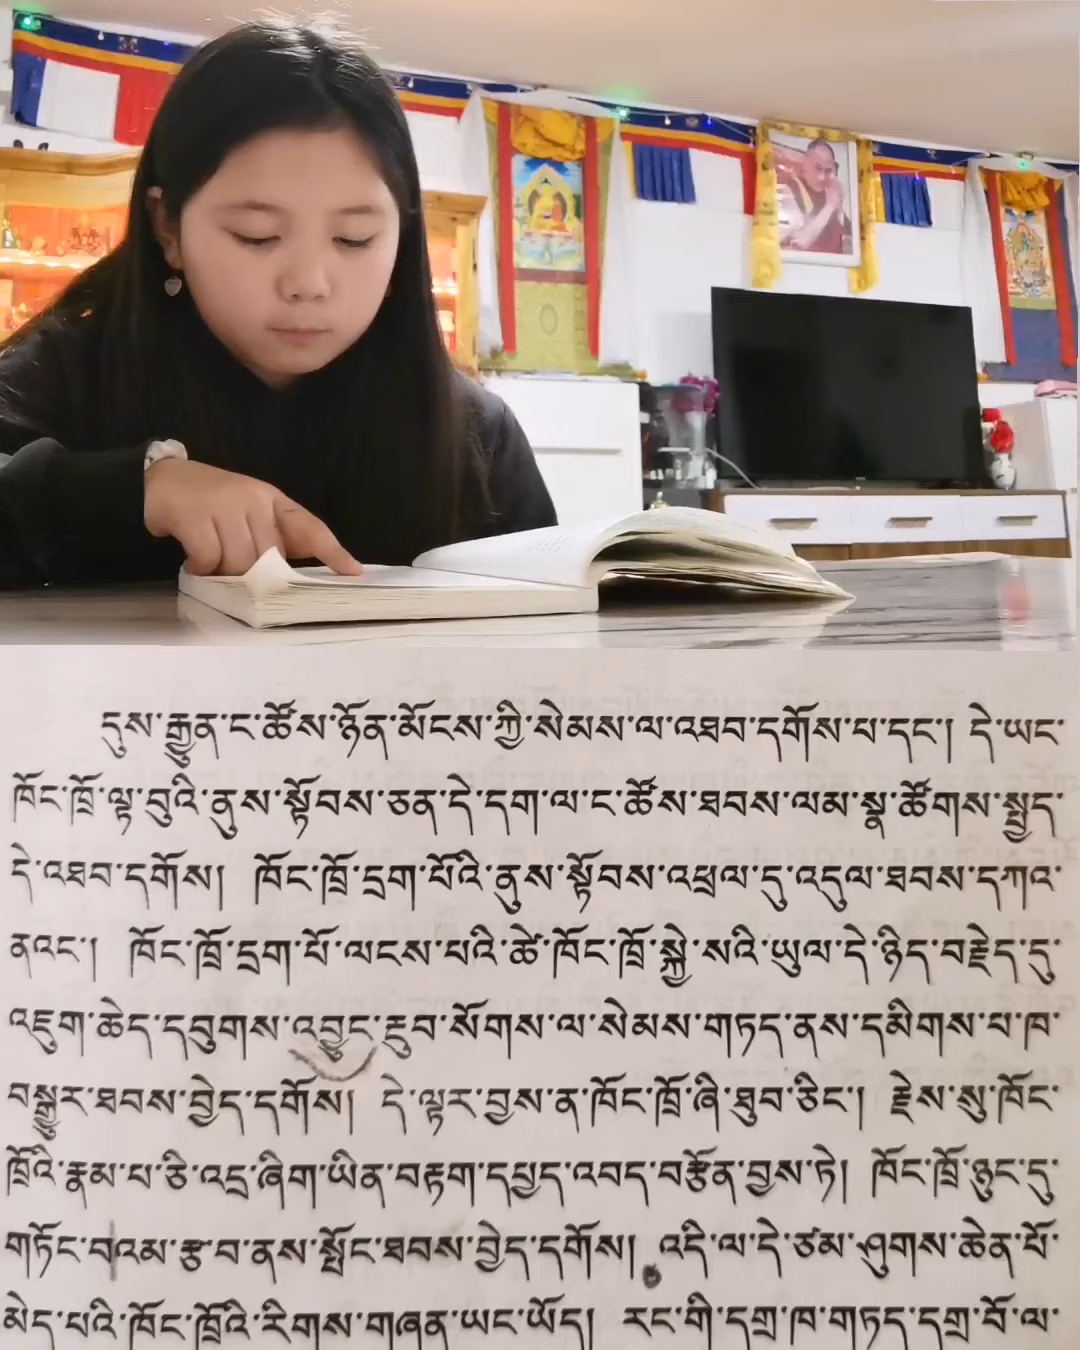 དུས་རྒྱུན་ང་ཚོས་ཉོན་མོངས་ཀྱི་སེམས་ལ་འཐབ་དགོས་པ་དང་། དེ་ཡང་
ཁོང་ཁྲོ་ལྟ་བུའི་ནུས་སྟོབས་ཅན་དེ་དག་ལ་ང་ཚོས་ཐབས་ལམ་སྣ་ཚོགས་སྤྱད་
དེ་འཐབ་དགོས། ཁོང་ཁྲོ་དྲག་པོའི་ནུས་སྟོབས་འཕྲལ་དུ་འདུལ་ཐབས་དཀའ་
ནའང་། ཁོང་ཁྲོ་དྲག་པོ་ལངས་པའི་ཚེ་ཁོང་ཁྲོ་སྐྱེ་སའི་ཡུལ་དེ་ཉིད་བརྗེད་དུ་
འཇུག་ཆེད་དབུགས་འབྱུང་རྔུབ་སོགས་ལ་སེམས་གཏད་ནས་དམིགས་པ་ཁ་
བསྒྱུར་ཐབས་བྱེད་དགོས། དེ་ལྟར་བྱས་ན་ཁོང་ཁྲོ་ཞི་ཐུབ་ཅིང་། རྗེས་སུ་ཁོང་
ཁྲོའི་རྣམ་པ་ཅི་འདྲ་ཞིག་ཡིན་བརྟག་དཔྱད་འབད་བརྩོན་བྱས་ཏེ། ཁོང་ཁྲོ་ཉུང་དུ་
གཏོང་བའམ་རྩ་བ་ནས་སྤོང་ཐབས་བྱེད་དགོས། འདི་ལ་དེ་ཙམ་ཤུགས་ཆེན་པོ་
མེད་པའི་ཁོང་ཁྲོའི་རིགས་གཞན་ཡང་ཡོད། རང་གི་དགྲ་ཁ་གཏད་དགྲ་བོ་ལ་